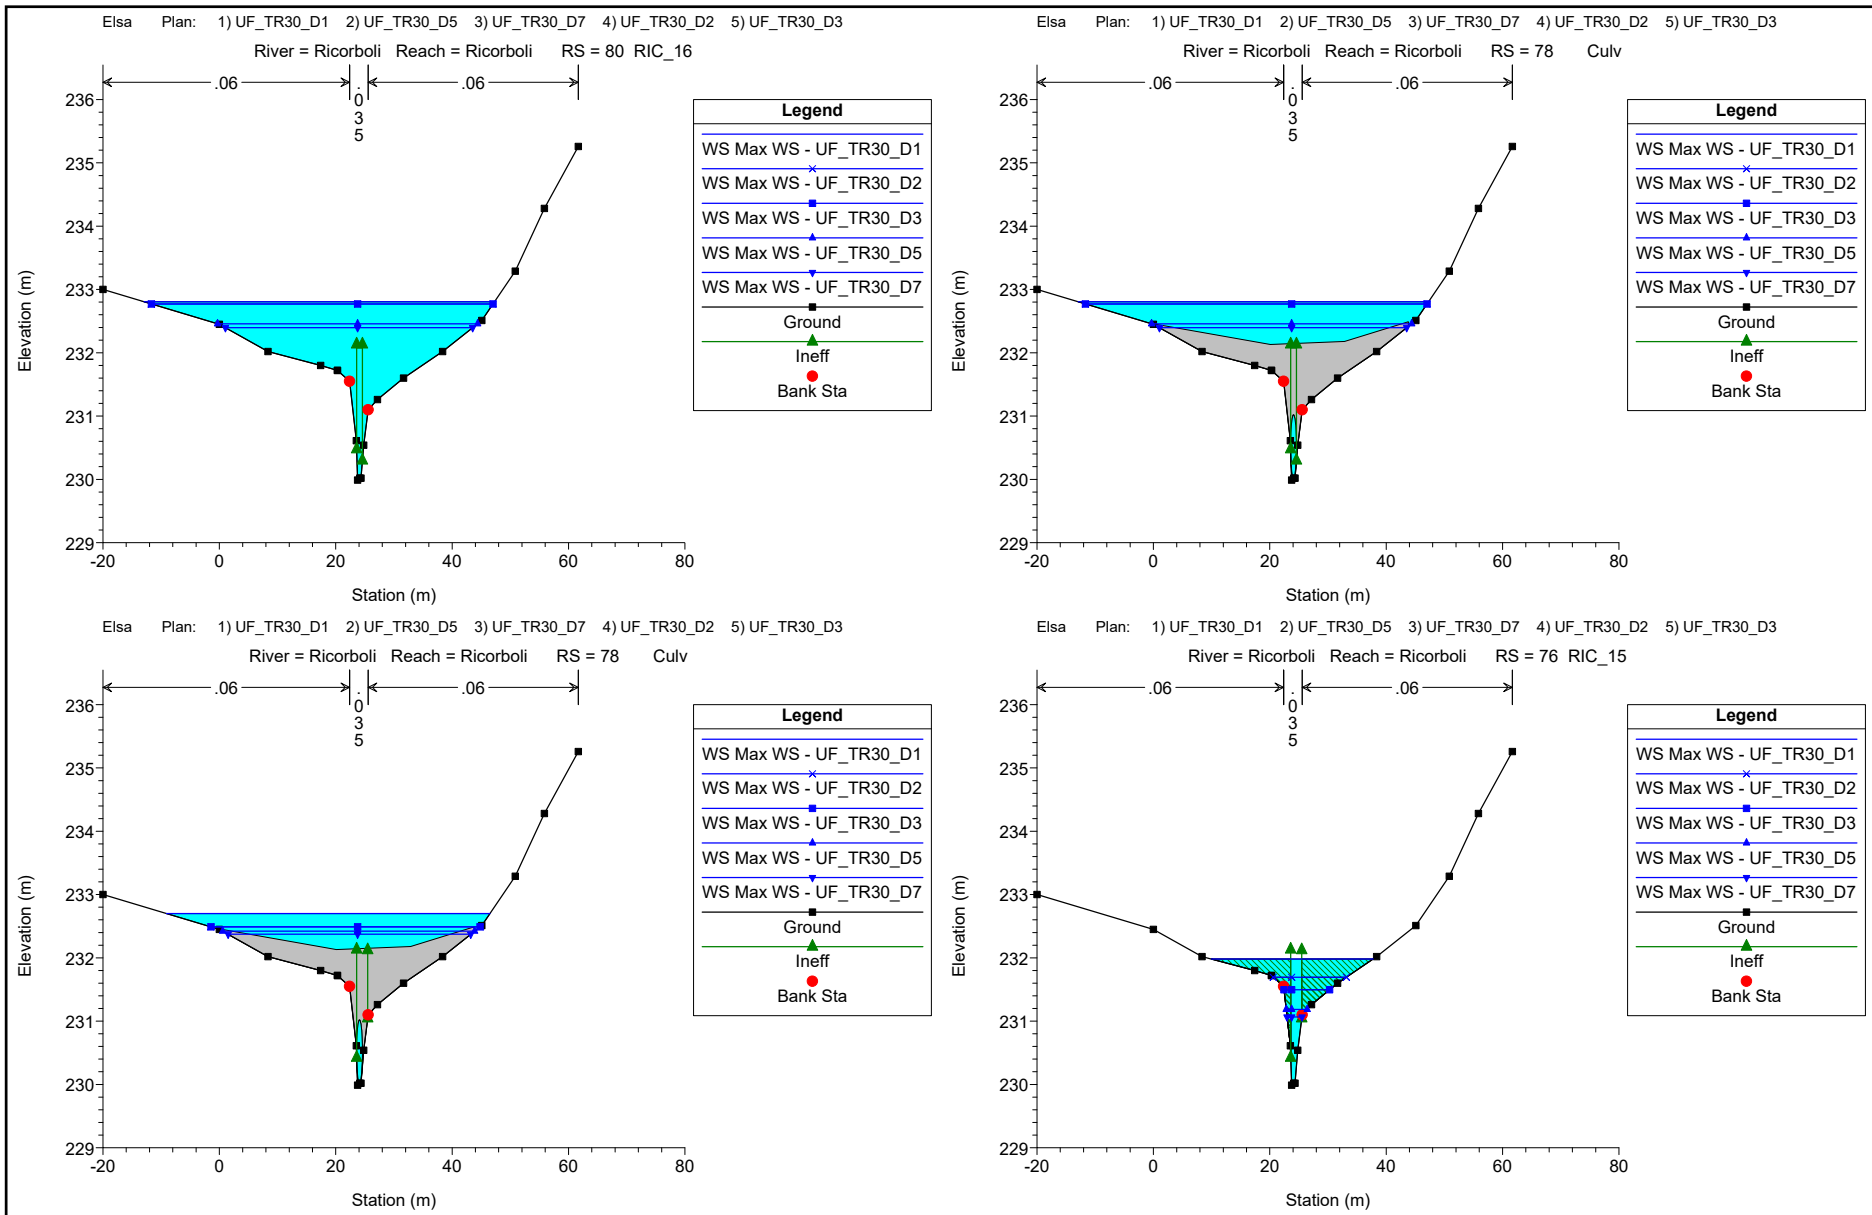 Elsa Plan: 1) UF_TR30_D1 2) UF_TR30_D5 3) UF_TR30_D7 4) UF_TR30_D2 5) UF_TR30_D3
River = Ricorboli Reach = Ricorboli RS = 80 RIC_16
.06
.035
.06
236
235
234
233
232
231
230
229
-20 0 20 40 60 80
Elevation (m)
Station (m)
Legend
WS Max WS - UF_TR30_D1
WS Max WS - UF_TR30_D2
WS Max WS - UF_TR30_D3
WS Max WS - UF_TR30_D5
WS Max WS - UF_TR30_D7
Ground
Ineff
Bank Sta
Elsa Plan: 1) UF_TR30_D1 2) UF_TR30_D5 3) UF_TR30_D7 4) UF_TR30_D2 5) UF_TR30_D3
River = Ricorboli Reach = Ricorboli RS = 78 Culv
.06
.035
.06
236
235
234
233
232
231
230
229
-20 0 20 40 60 80
Elevation (m)
Station (m)
Legend
WS Max WS - UF_TR30_D1
WS Max WS - UF_TR30_D2
WS Max WS - UF_TR30_D3
WS Max WS - UF_TR30_D5
WS Max WS - UF_TR30_D7
Ground
Ineff
Bank Sta
Elsa Plan: 1) UF_TR30_D1 2) UF_TR30_D5 3) UF_TR30_D7 4) UF_TR30_D2 5) UF_TR30_D3
River = Ricorboli Reach = Ricorboli RS = 78 Culv
.06
.035
.06
236
235
234
233
232
231
230
229
-20 0 20 40 60 80
Elevation (m)
Station (m)
Legend
WS Max WS - UF_TR30_D1
WS Max WS - UF_TR30_D2
WS Max WS - UF_TR30_D3
WS Max WS - UF_TR30_D5
WS Max WS - UF_TR30_D7
Ground
Ineff
Bank Sta
Elsa Plan: 1) UF_TR30_D1 2) UF_TR30_D5 3) UF_TR30_D7 4) UF_TR30_D2 5) UF_TR30_D3
River = Ricorboli Reach = Ricorboli RS = 76 RIC_15
.06
.035
.06
236
235
234
233
232
231
230
229
-20 0 20 40 60 80
Elevation (m)
Station (m)
Legend
WS Max WS - UF_TR30_D1
WS Max WS - UF_TR30_D2
WS Max WS - UF_TR30_D3
WS Max WS - UF_TR30_D5
WS Max WS - UF_TR30_D7
Ground
Ineff
Bank Sta